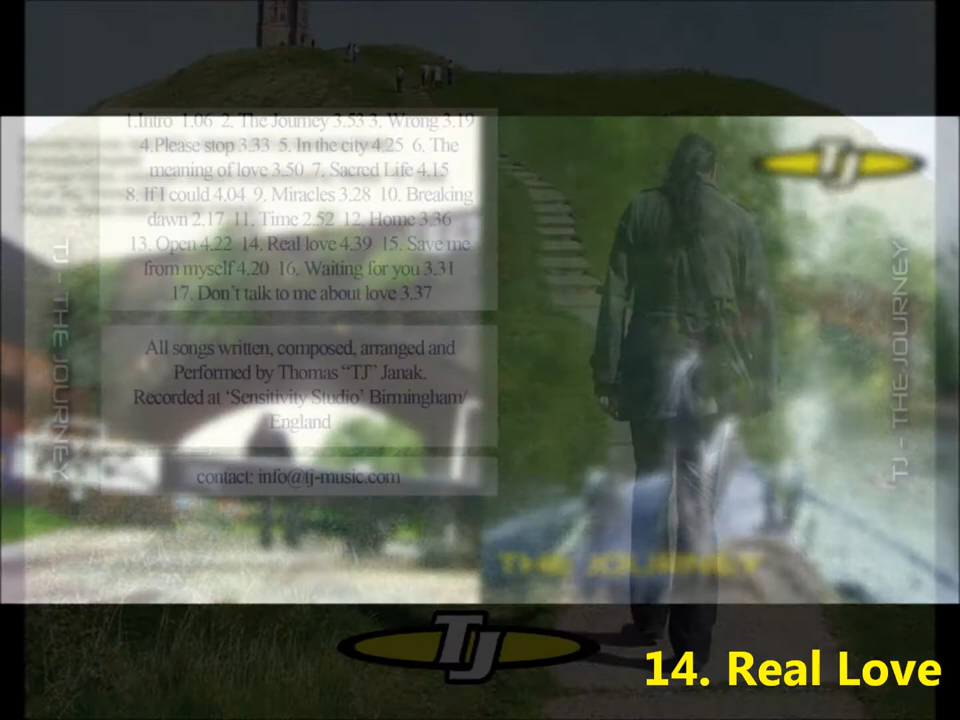 1.Intro 1.06 2. The Journey 3.53 3. Wrong 3.19
4.Please stop 3.33 5. In the city 4.25 6. The
meaning of love 3.50 7. Sacred Life 4.15
8. If I could 4.04 9. Miracles 3.28 10. Breaking
dawn 2.17 11. Time 2.52 12. Home 3.36
13. Open 4.22 14. Real love 4.39 15. Save me
from myself 4.20 16. Waiting for you 3.31
17. Don't talk to me about love 3.37
All songs written, composed, arranged and
Performed by Thomas “TJ” Janak.
Recorded at ‘Sensitivity Studio’ Birmingham/
England
contact: info@tj-music.com
TJ - THE JOURNEY
TJ
TJ - THE JOURNEY
THE JOURNEY
TJ
14. Real Love